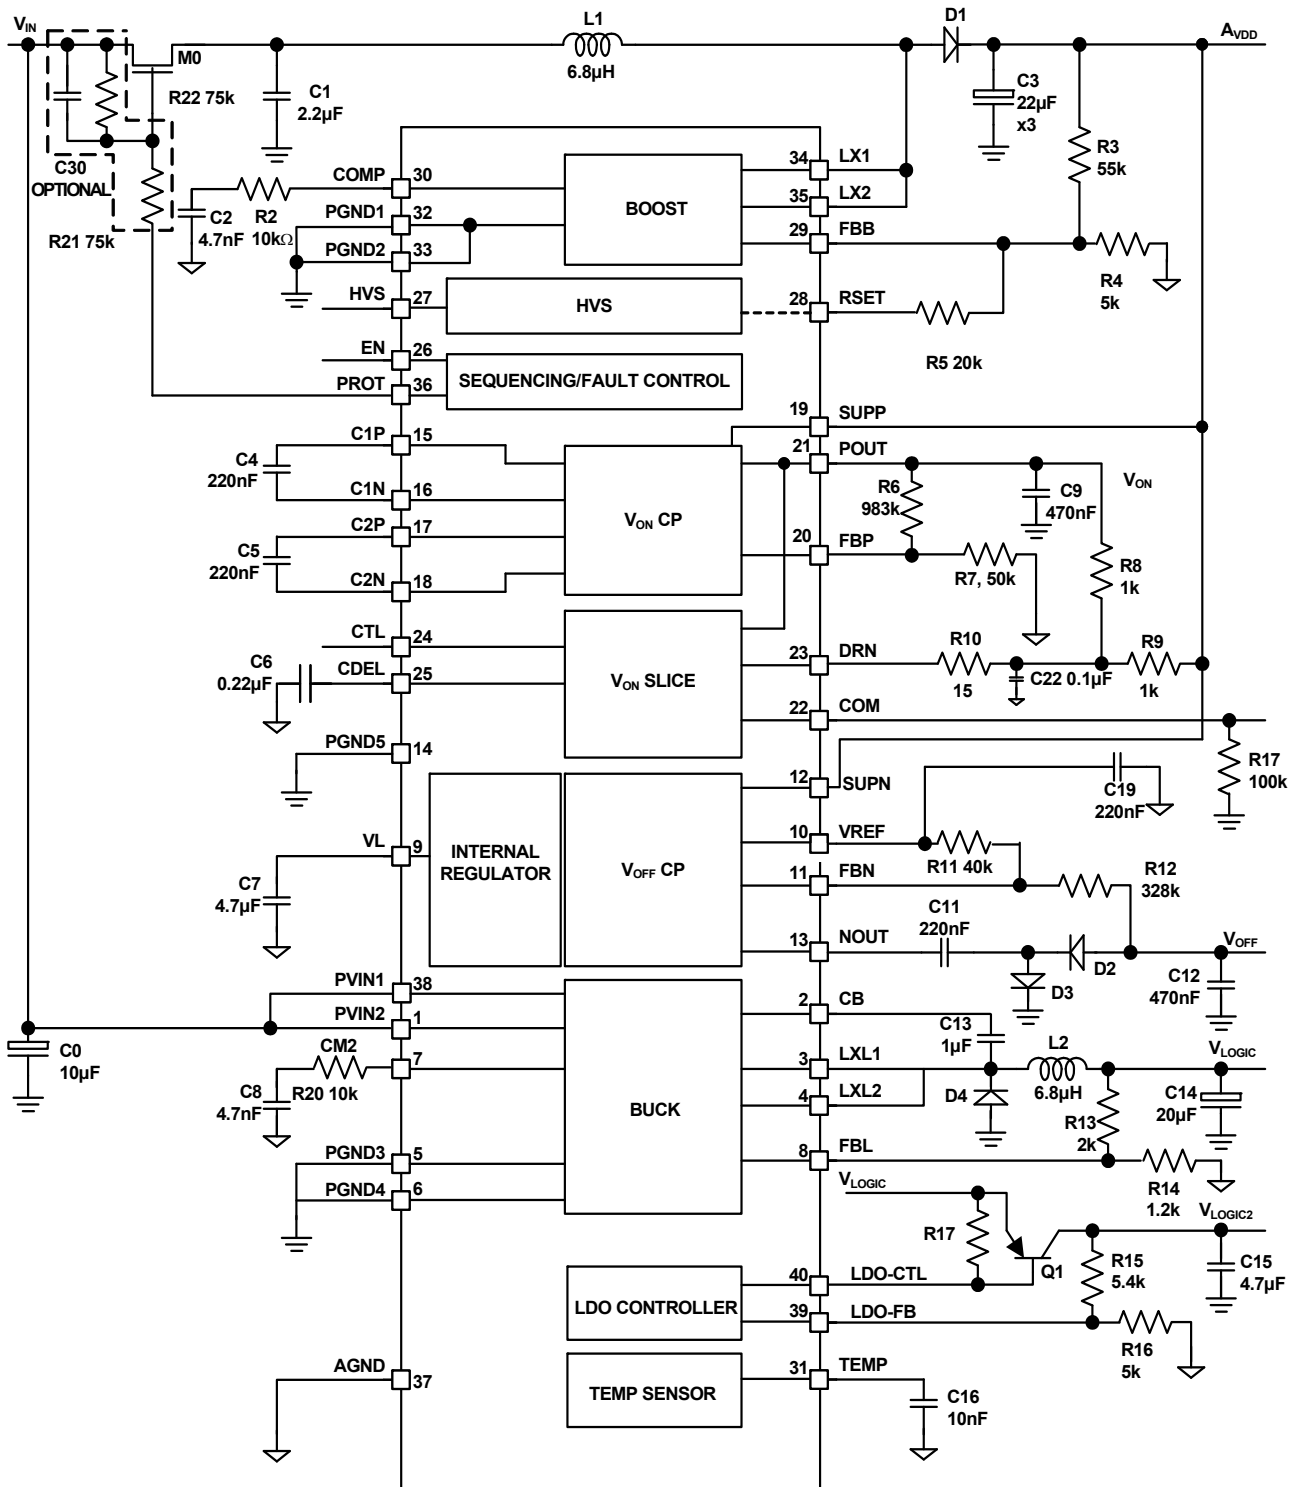 VIN
L1
6.8µH
D1
AVDD
M0
R22 75k
C1
2.2µF
C3
22µF
x3
R3
55k
C30
OPTIONAL
R21 75k
C2
4.7nF
R2
10kΩ
COMP
30
PGND1
32
PGND2
33
BOOST
34
LX1
35
LX2
29
FBB
R4
5k
HVS
27
HVS
28
RSET
R5 20k
EN
26
PROT
36
SEQUENCING/FAULT CONTROL
19
SUPP
C1P
15
C4
220nF
C1N
16
C2P
17
C5
220nF
C2N
18
VON CP
21
POUT
R6
983k
C9
470nF
VON
20
FBP
R7, 50k
R8
1k
CTL
24
C6
0.22µF
CDEL
25
VON SLICE
23
DRN
R10
15
C22 0.1µF
R9
1k
22
COM
R17
100k
PGND5
14
12
SUPN
C19
220nF
VL
9
INTERNAL
REGULATOR
VOFF CP
10
VREF
R11 40k
11
FBN
R12
328k
C7
4.7µF
C11
220nF
13
NOUT
D2
D3
VOFF
C12
470nF
PVIN1
38
PVIN2
1
2
CB
C13
1µF
C0
10µF
CM2
7
R20 10k
C8
4.7nF
BUCK
3
LXL1
4
LXL2
D4
L2
6.8µH
VLOGIC
C14
20µF
R13
2k
8
FBL
R14
1.2k
PGND3
5
PGND4
6
VLOGIC
R17
Q1
VLOGIC2
R15
5.4k
C15
4.7µF
LDO CONTROLLER
40
LDO-CTL
39
LDO-FB
R16
5k
AGND
37
TEMP SENSOR
31
TEMP
C16
10nF